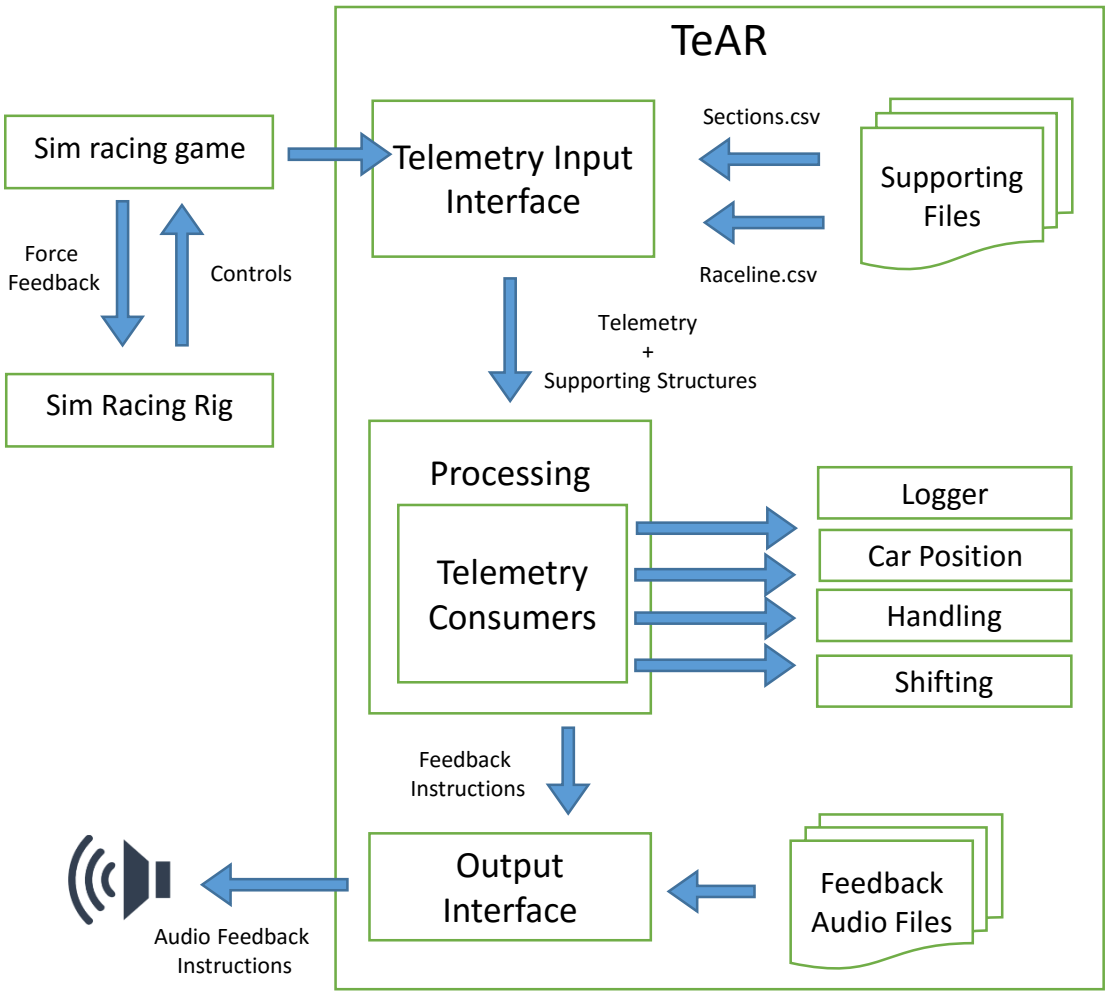 TeAR
Sim racing game
Telemetry Input
Interface
Sections.csv
Raceline.csv
Supporting
Files
Force
Feedback
Controls
Sim Racing Rig
Telemetry
+
Supporting Structures
Processing
Telemetry
Consumers
Logger
Car Position
Handling
Shifting
Feedback
Instructions
Output
Interface
Feedback
Audio Files
Audio Feedback
Instructions